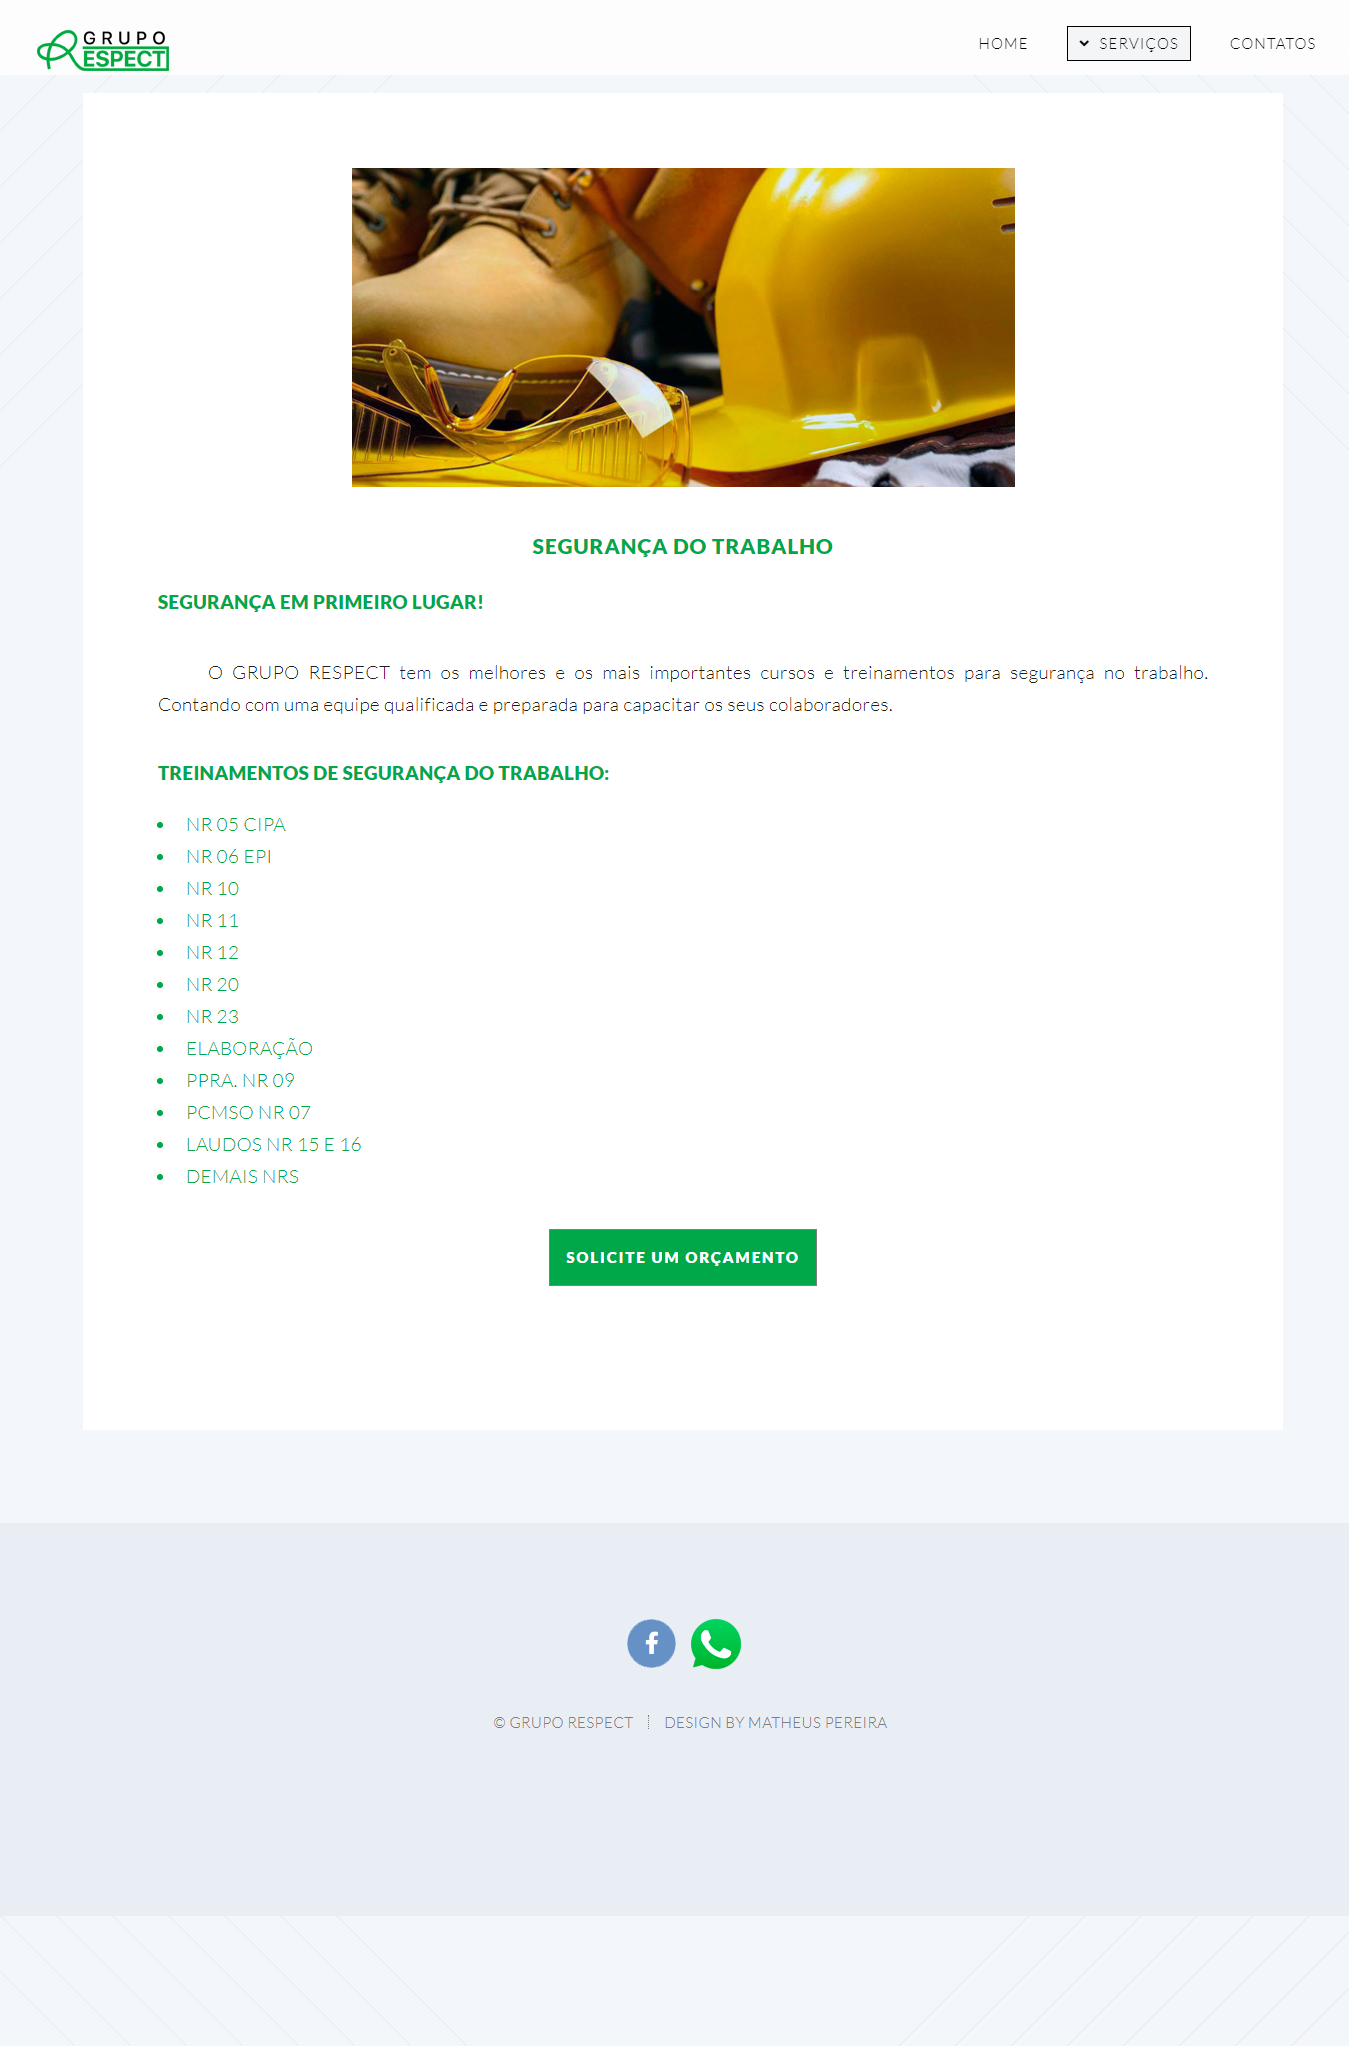 GRUPO
RESPECT
HOME
SERVIÇOS
CONTATOS
SEGURANÇA DO TRABALHO
SEGURANÇA EM PRIMEIRO LUGAR!
O GRUPO RESPECT tem os melhores e os mais importantes cursos e treinamentos para segurança no trabalho.
Contando com uma equipe qualificada e preparada para capacitar os seus colaboradores.
TREINAMENTOS DE SEGURANÇA DO TRABALHO:
• NR 05 CIPA
• NR 06 EPI
• NR 10
• NR 11
• NR 12
• NR 20
• NR 23
• ELABORAÇÃO
• PPRA. NR 09
• PCMSO NR 07
• LAUDOS NR 15 E 16
• DEMAIS NRS
SOLICITE UM ORÇAMENTO
© GRUPO RESPECT
DESIGN BY MATHEUS PEREIRA